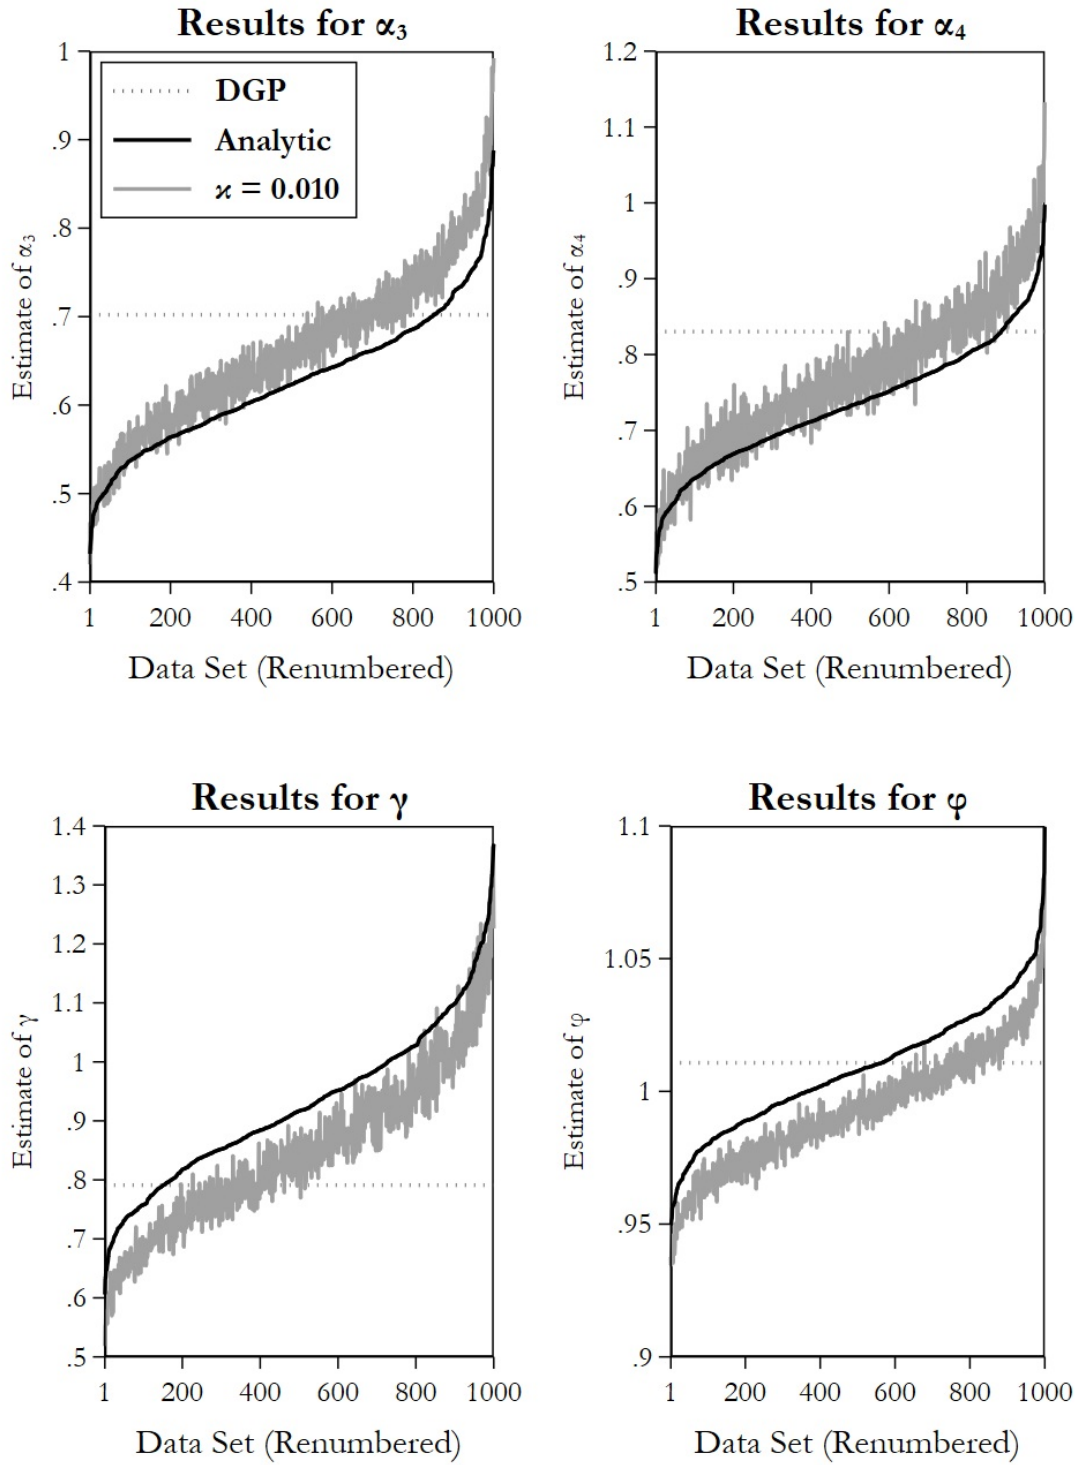 Results for α₃
1
.9
.8
.7
.6
.5
.4
Estimate of α₃
DGP
Analytic
ϰ = 0.010
1 200 400 600 800 1000
Data Set (Renumbered)
Results for α₄
1.2
1.1
1
.9
.8
.7
.6
.5
Estimate of α₄
1 200 400 600 800 1000
Data Set (Renumbered)
Results for γ
1.4
1.3
1.2
1.1
1
.9
.8
.7
.6
.5
Estimate of γ
1 200 400 600 800 1000
Data Set (Renumbered)
Results for φ
1.1
1.05
1
.95
.9
Estimate of φ
1 200 400 600 800 1000
Data Set (Renumbered)